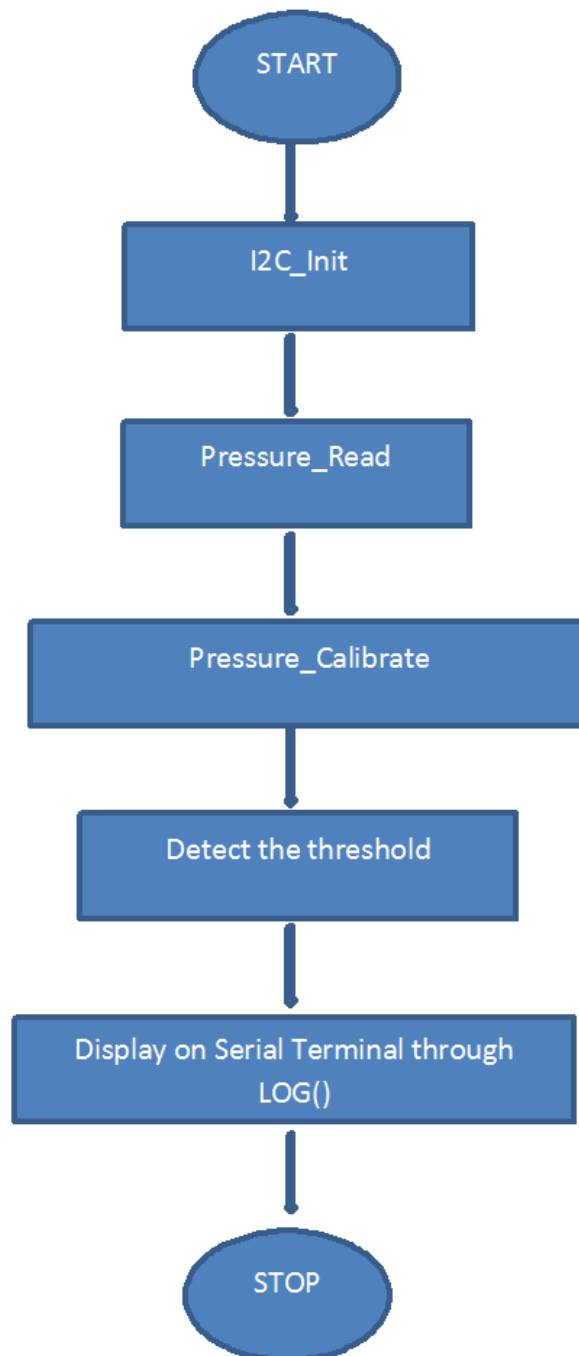 START
I2C_Init
Pressure_Read
Pressure_Calibrate
Detect the threshold
Display on Serial Terminal through
LOG()
STOP